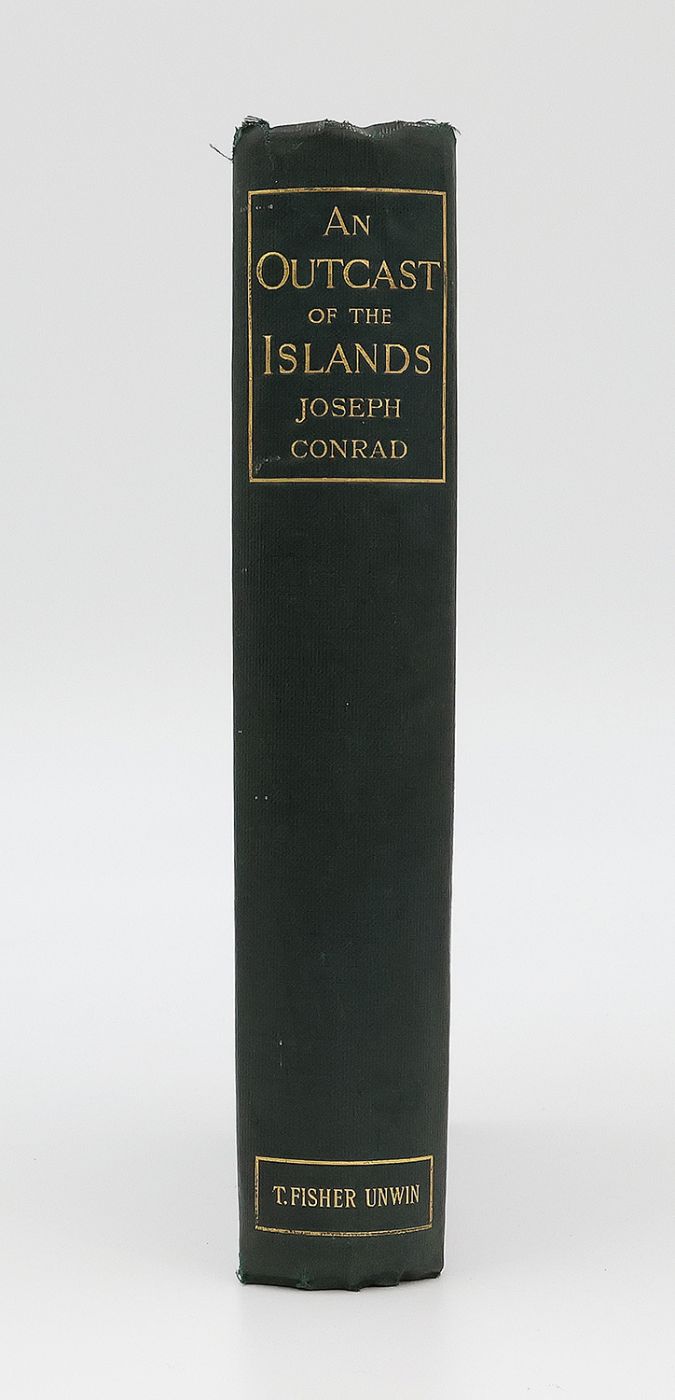 An
Outcast
of the
Islands
Joseph
Conrad
T. Fisher Unwin